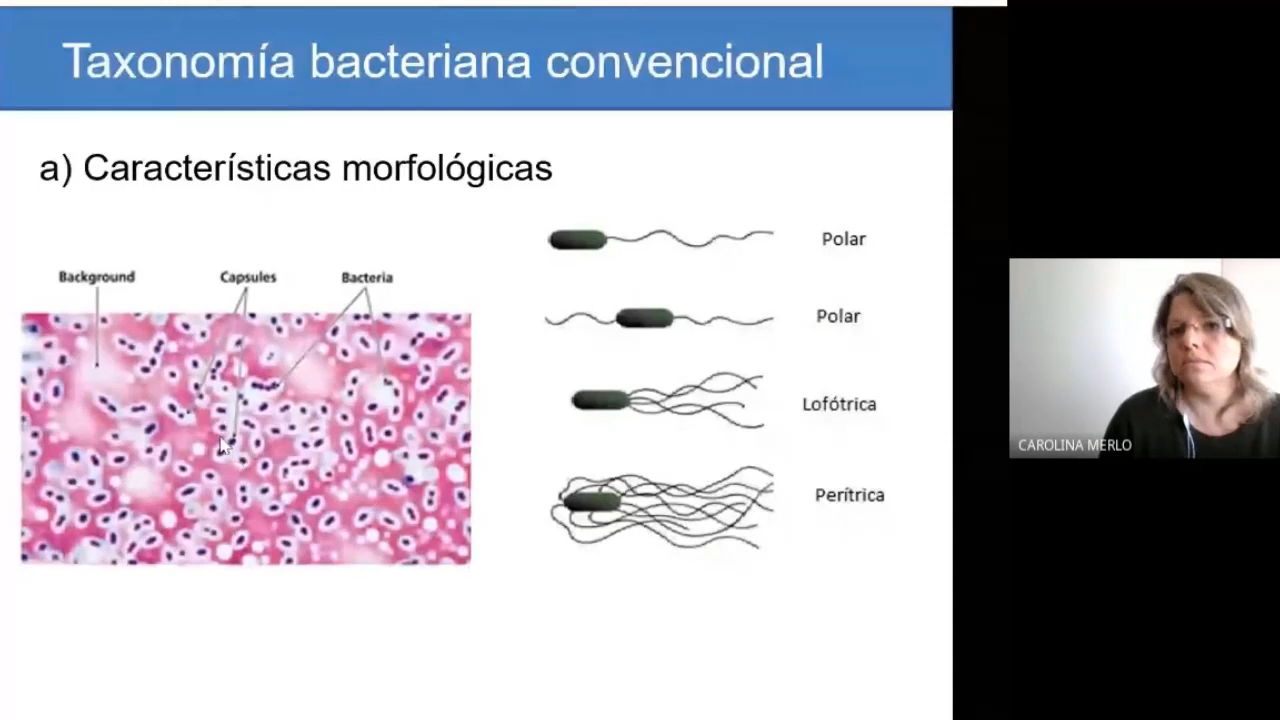 Taxonomía bacteriana convencional
a) Características morfológicas
Background
Capsules
Bacteria
Polar
Polar
Lofótrica
Perítrica
CAROLINA MERLO